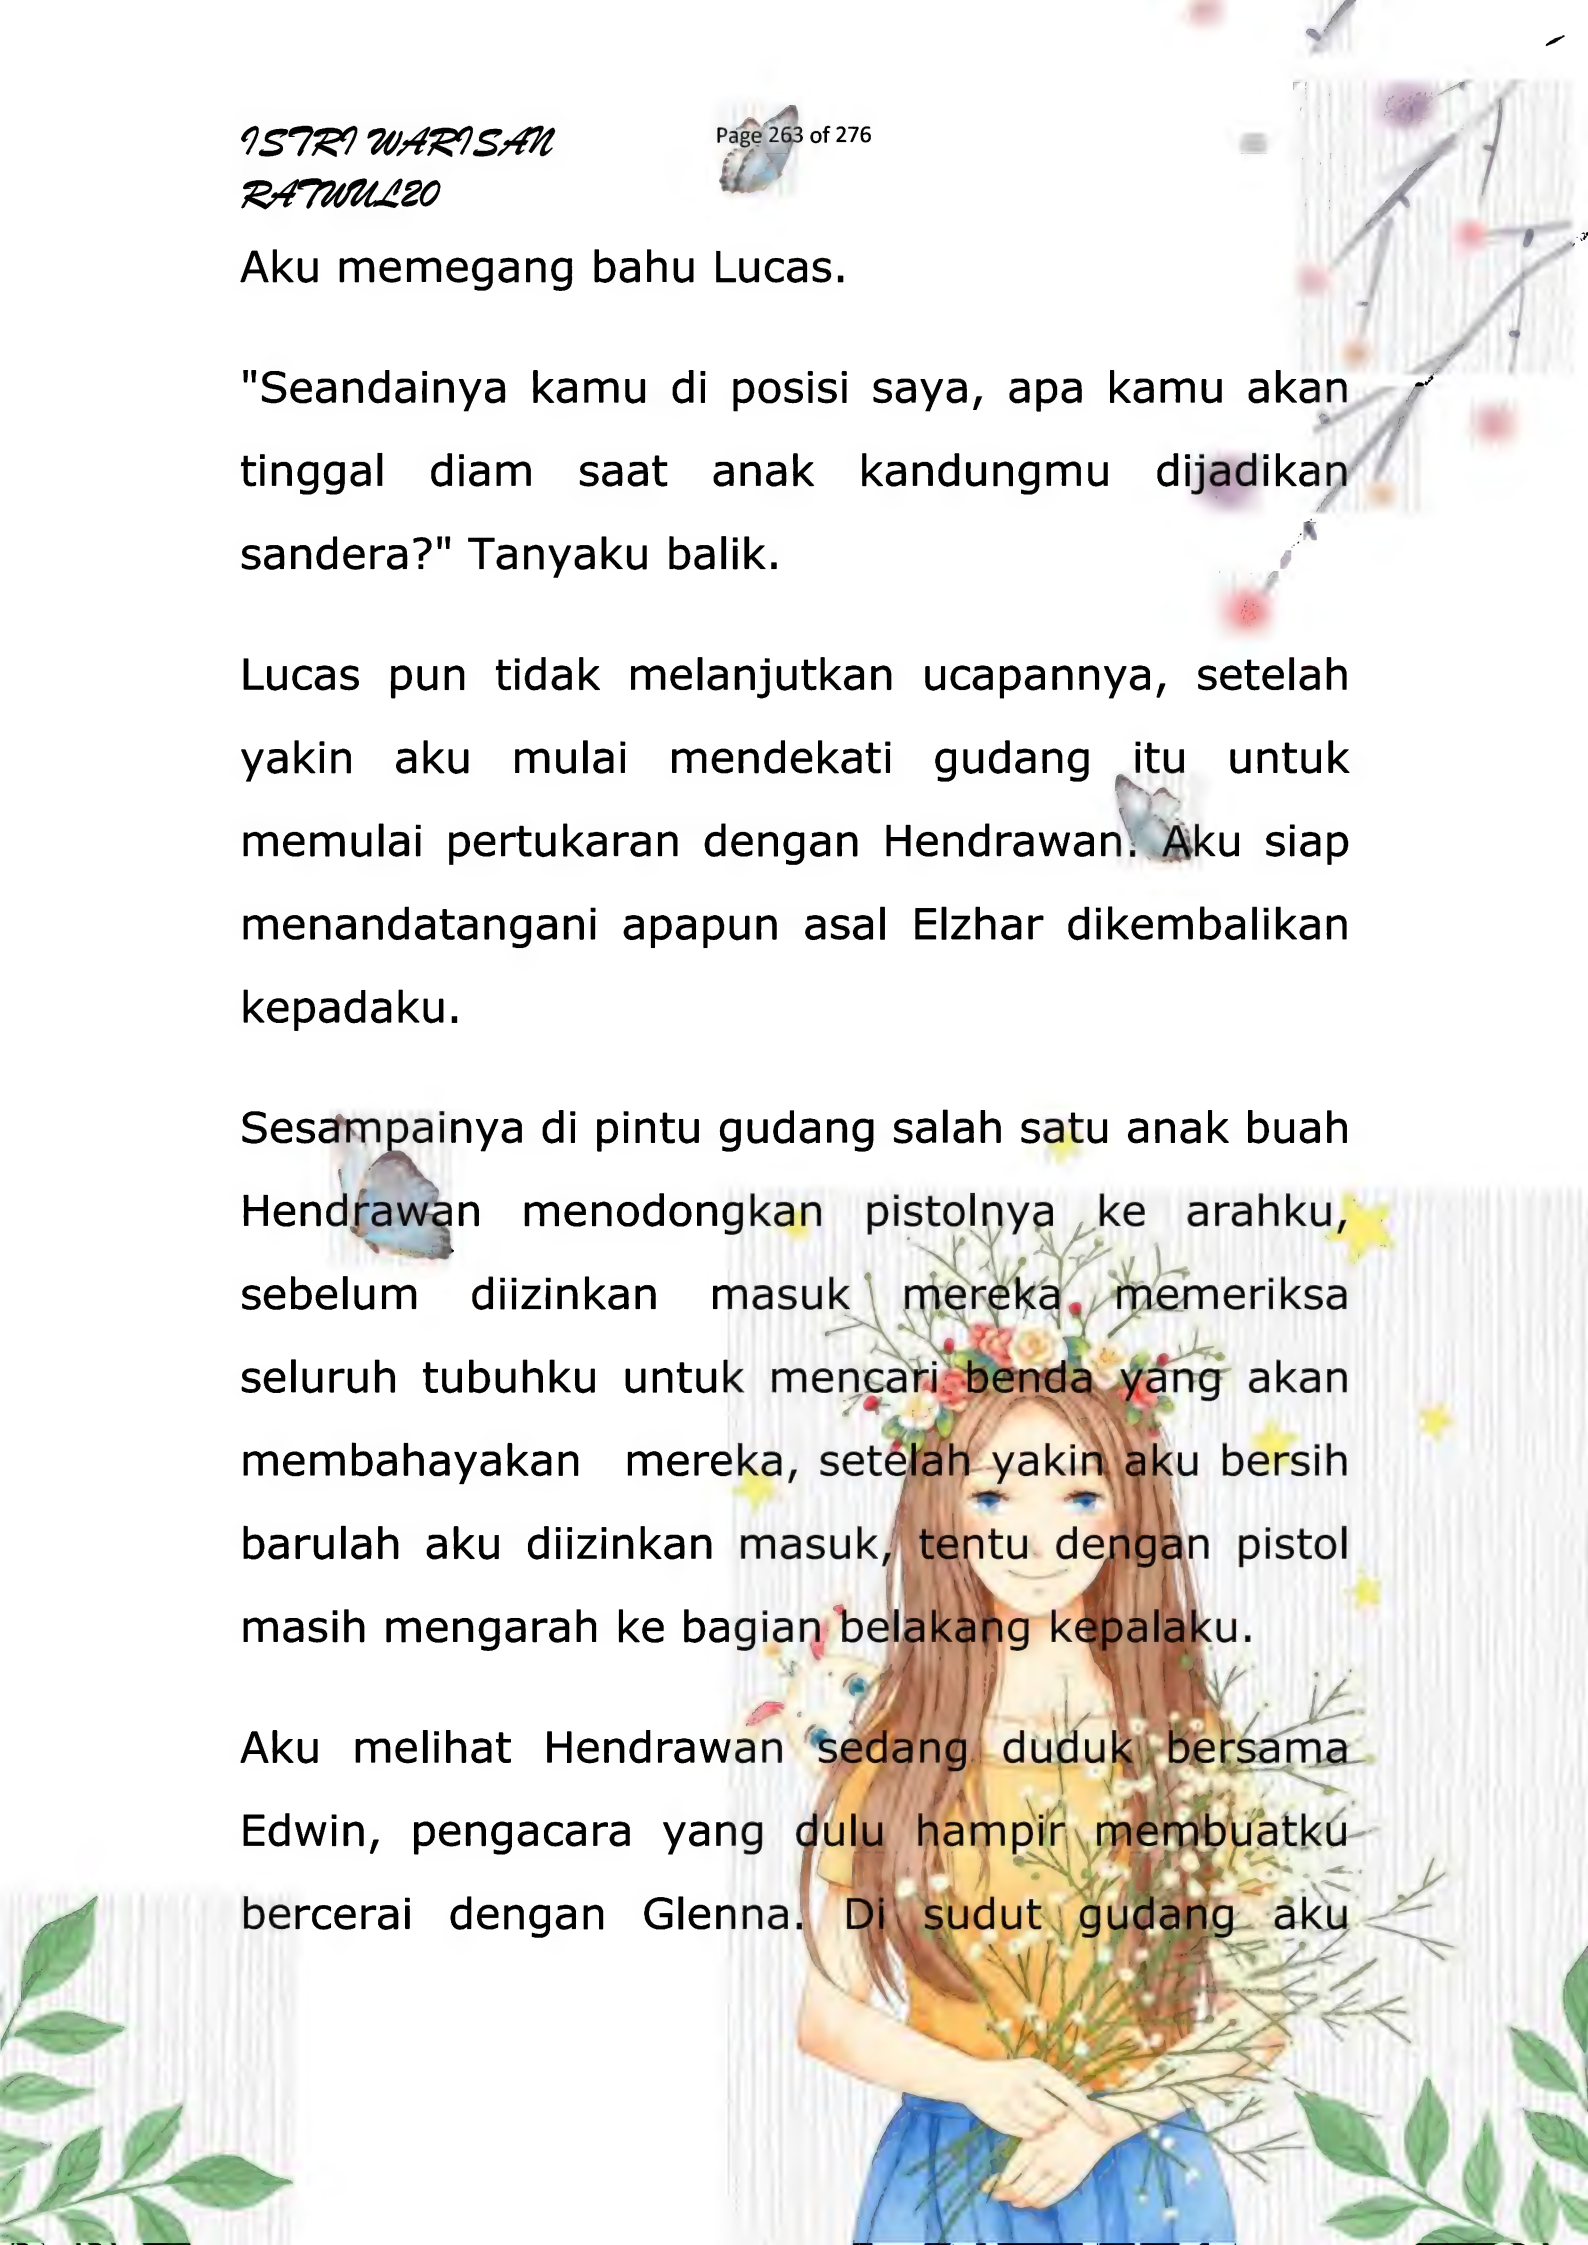 ISTRI WARISAN
Page 263 of 276
RATWUL20
Aku memegang bahu Lucas.
"Seandainya kamu di posisi saya, apa kamu akan
tinggal diam saat anak kandungmu dijadikan
sandera?" Tanyaku balik.
Lucas pun tidak melanjutkan ucapannya, setelah
yakin aku mulai mendekati gudang itu untuk
memulai pertukaran dengan Hendrawan. Aku siap
menandatangani apapun asal Elzhar dikembalikan
kepadaku.
Sesampainya di pintu gudang salah satu anak buah
Hendrawan menodongkan pistolnya ke arahku,
sebelum diizinkan masuk mereka memeriksa
seluruh tubuhku untuk mencari benda yang akan
membahayakan mereka, setelah yakin aku bersih
barulah aku diizinkan masuk, tentu dengan pistol
masih mengarah ke bagian belakang kepalaku.
Aku melihat Hendrawan sedang duduk bersama
Edwin, pengacara yang dulu hampir membuatku
bercerai dengan Glenna. Di sudut gudang aku